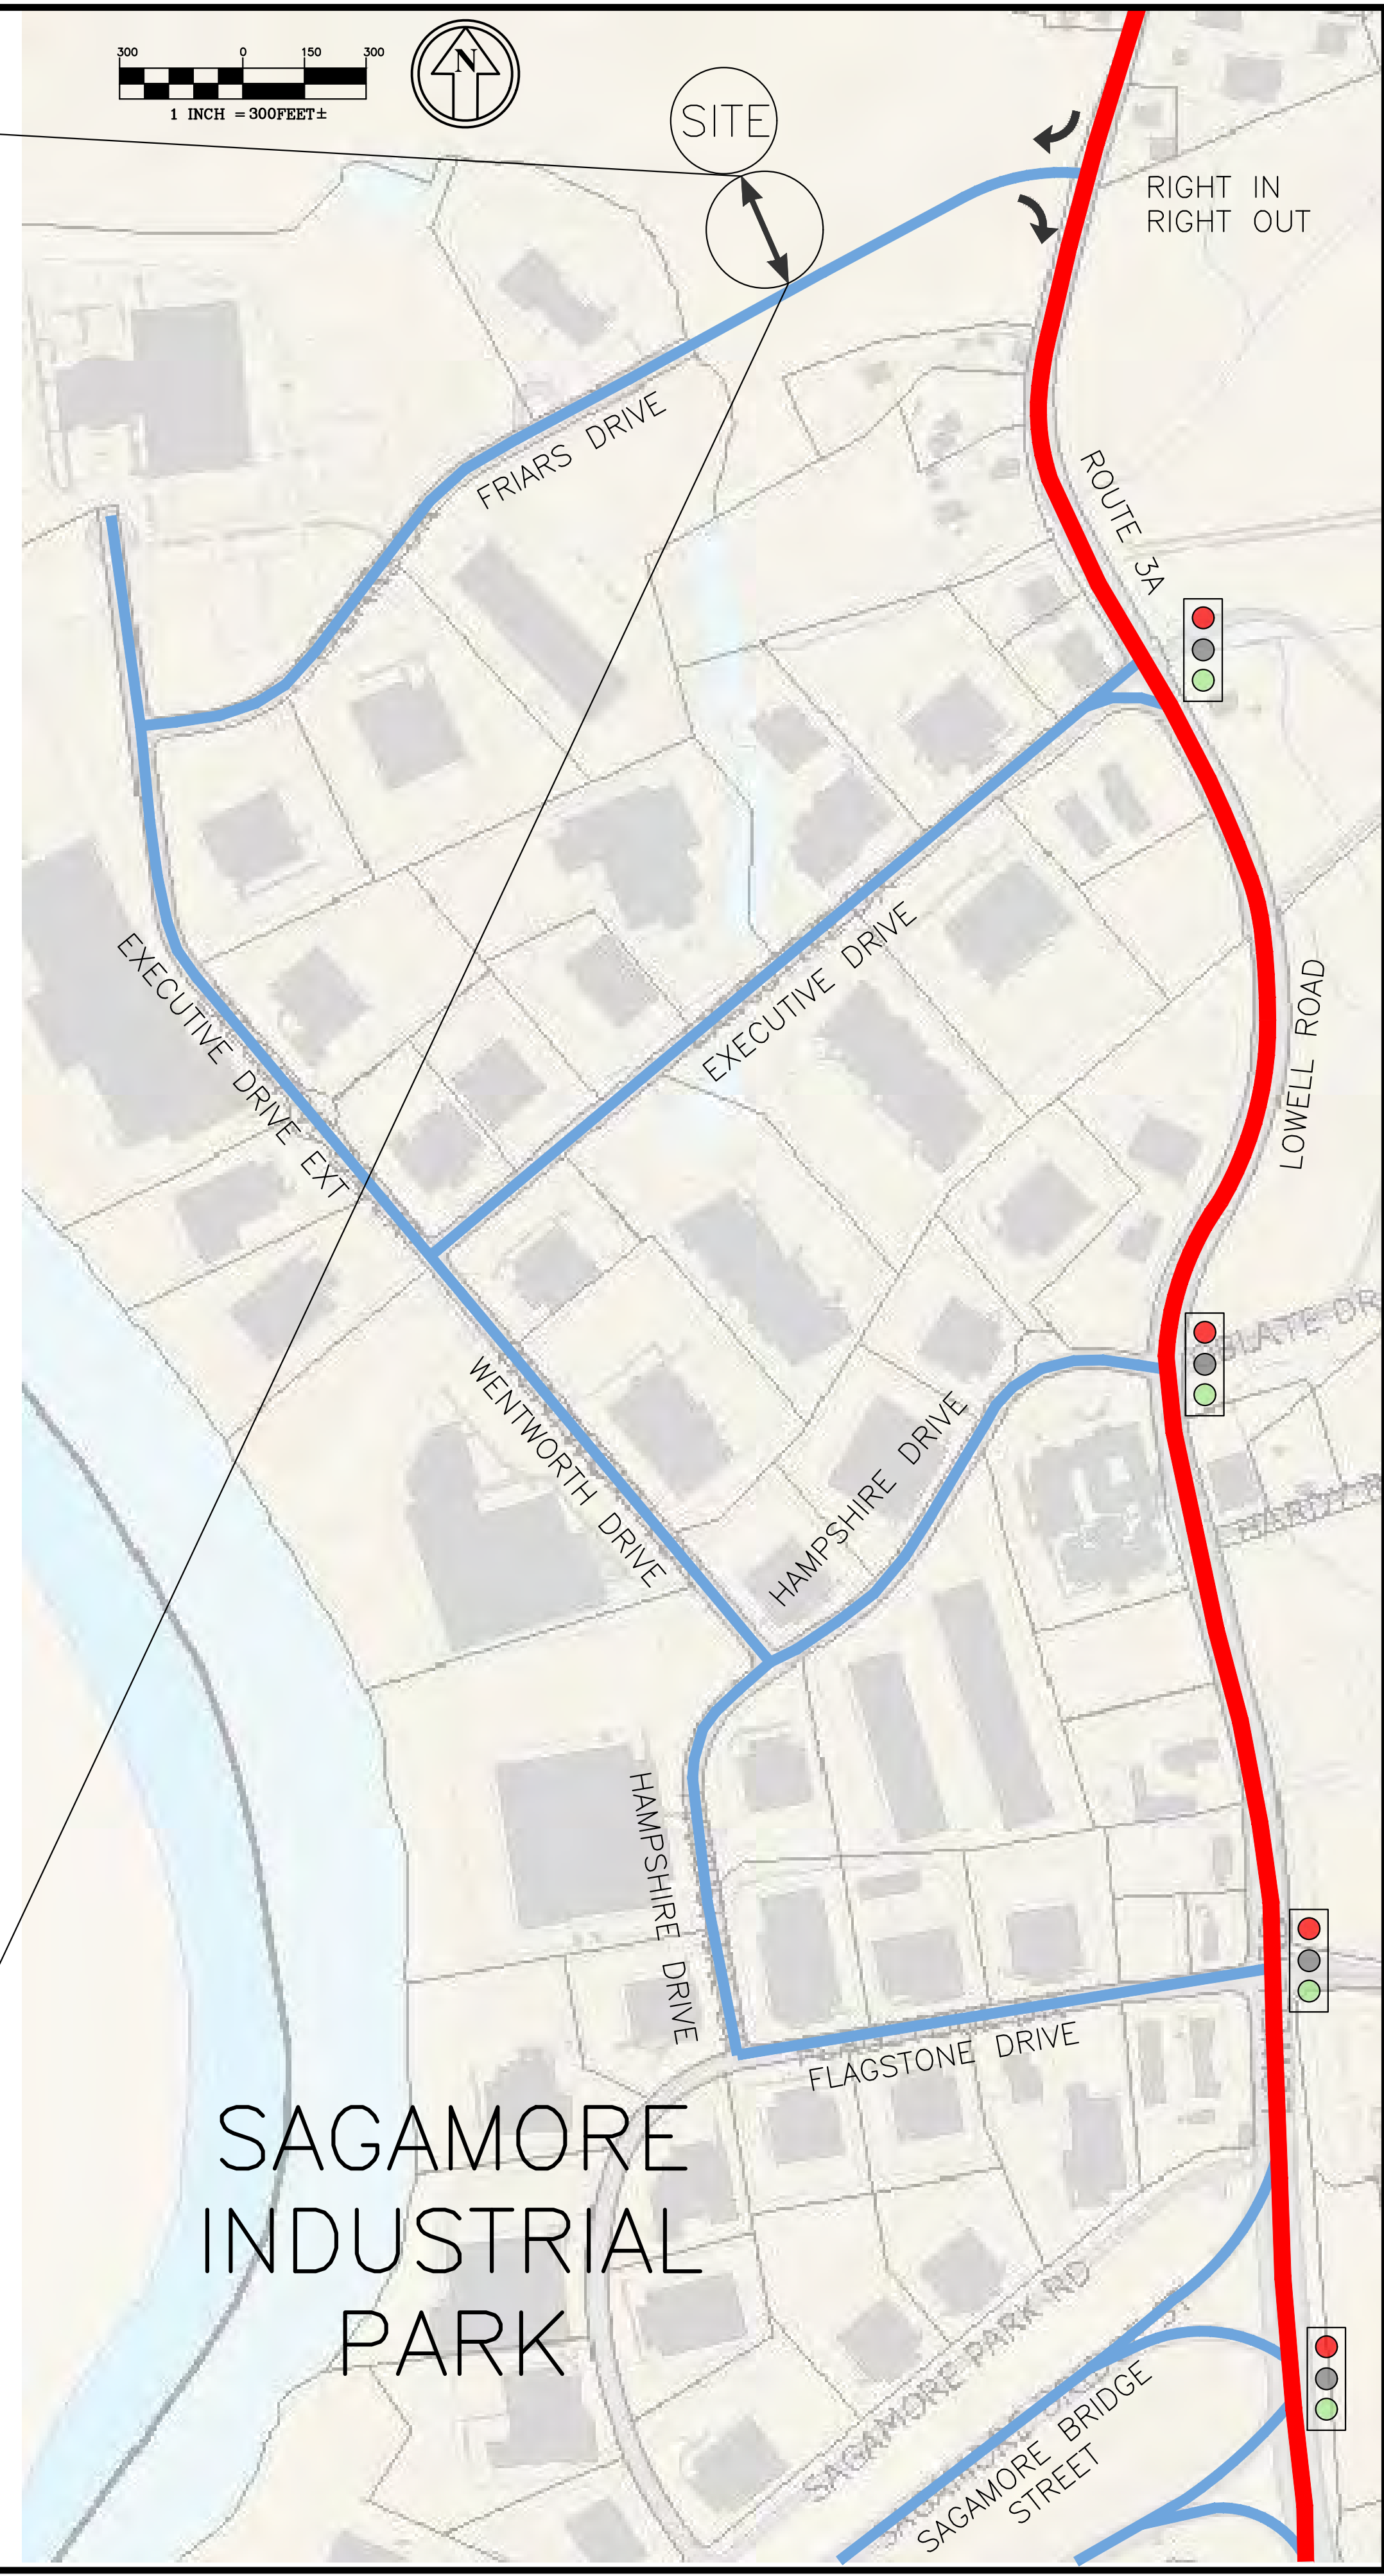 300 0 150 300
1 INCH = 300FEET±
N
SITE
RIGHT IN
RIGHT OUT
FRIARS DRIVE
ROUTE 3A
EXECUTIVE DRIVE
EXECUTIVE DRIVE EXT
LOWELL ROAD
WENTWORTH DRIVE
HAMPSHIRE DRIVE
HAMPSHIRE DRIVE
FLAGSTONE DRIVE
SAGAMORE
INDUSTRIAL
PARK
SAGAMORE PARK RD
SAGAMORE BRIDGE
STREET